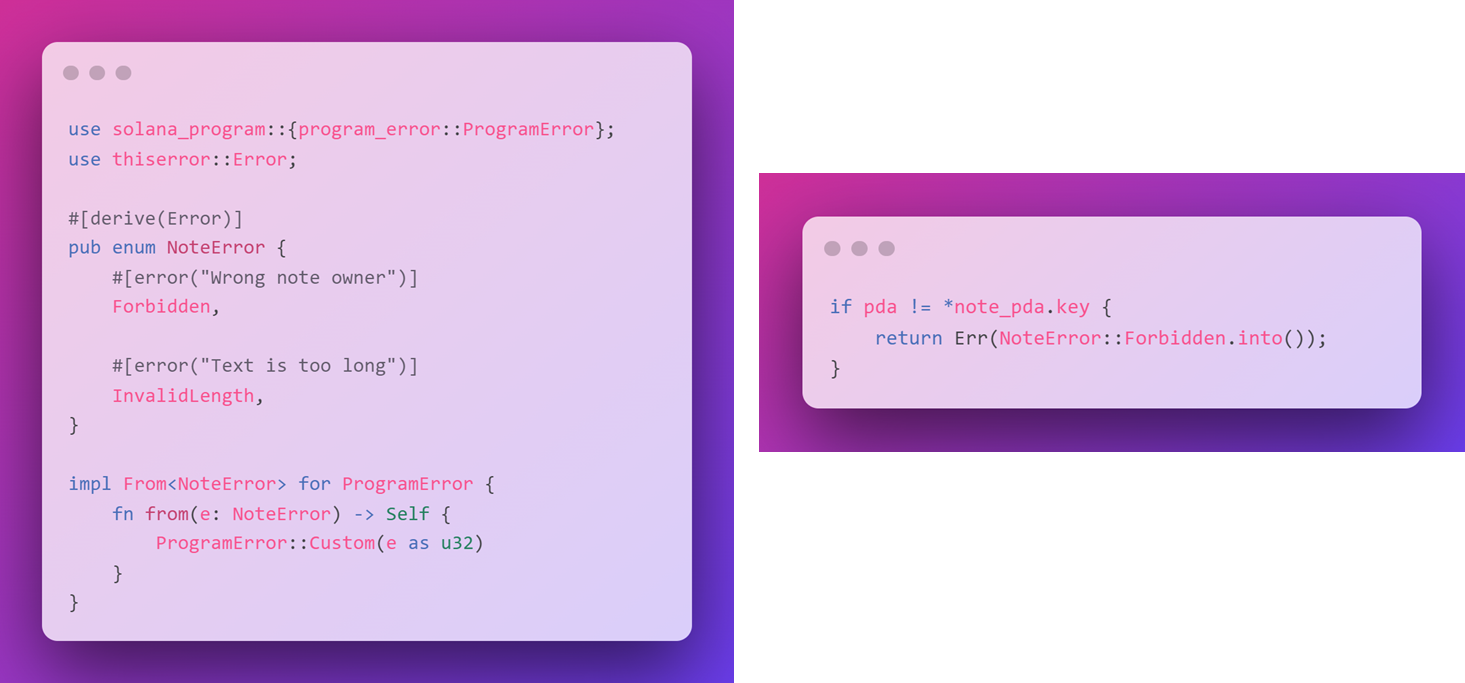 use solana_program::{program_error::ProgramError};
use thiserror::Error;

#[derive(Error)]
pub enum NoteError {
    #[error("Wrong note owner")]
    Forbidden,

    #[error("Text is too long")]
    InvalidLength,
}

impl From<NoteError> for ProgramError {
    fn from(e: NoteError) -> Self {
        ProgramError::Custom(e as u32)
    }
}

if pda != *note_pda.key {
    return Err(NoteError::Forbidden.into());
}